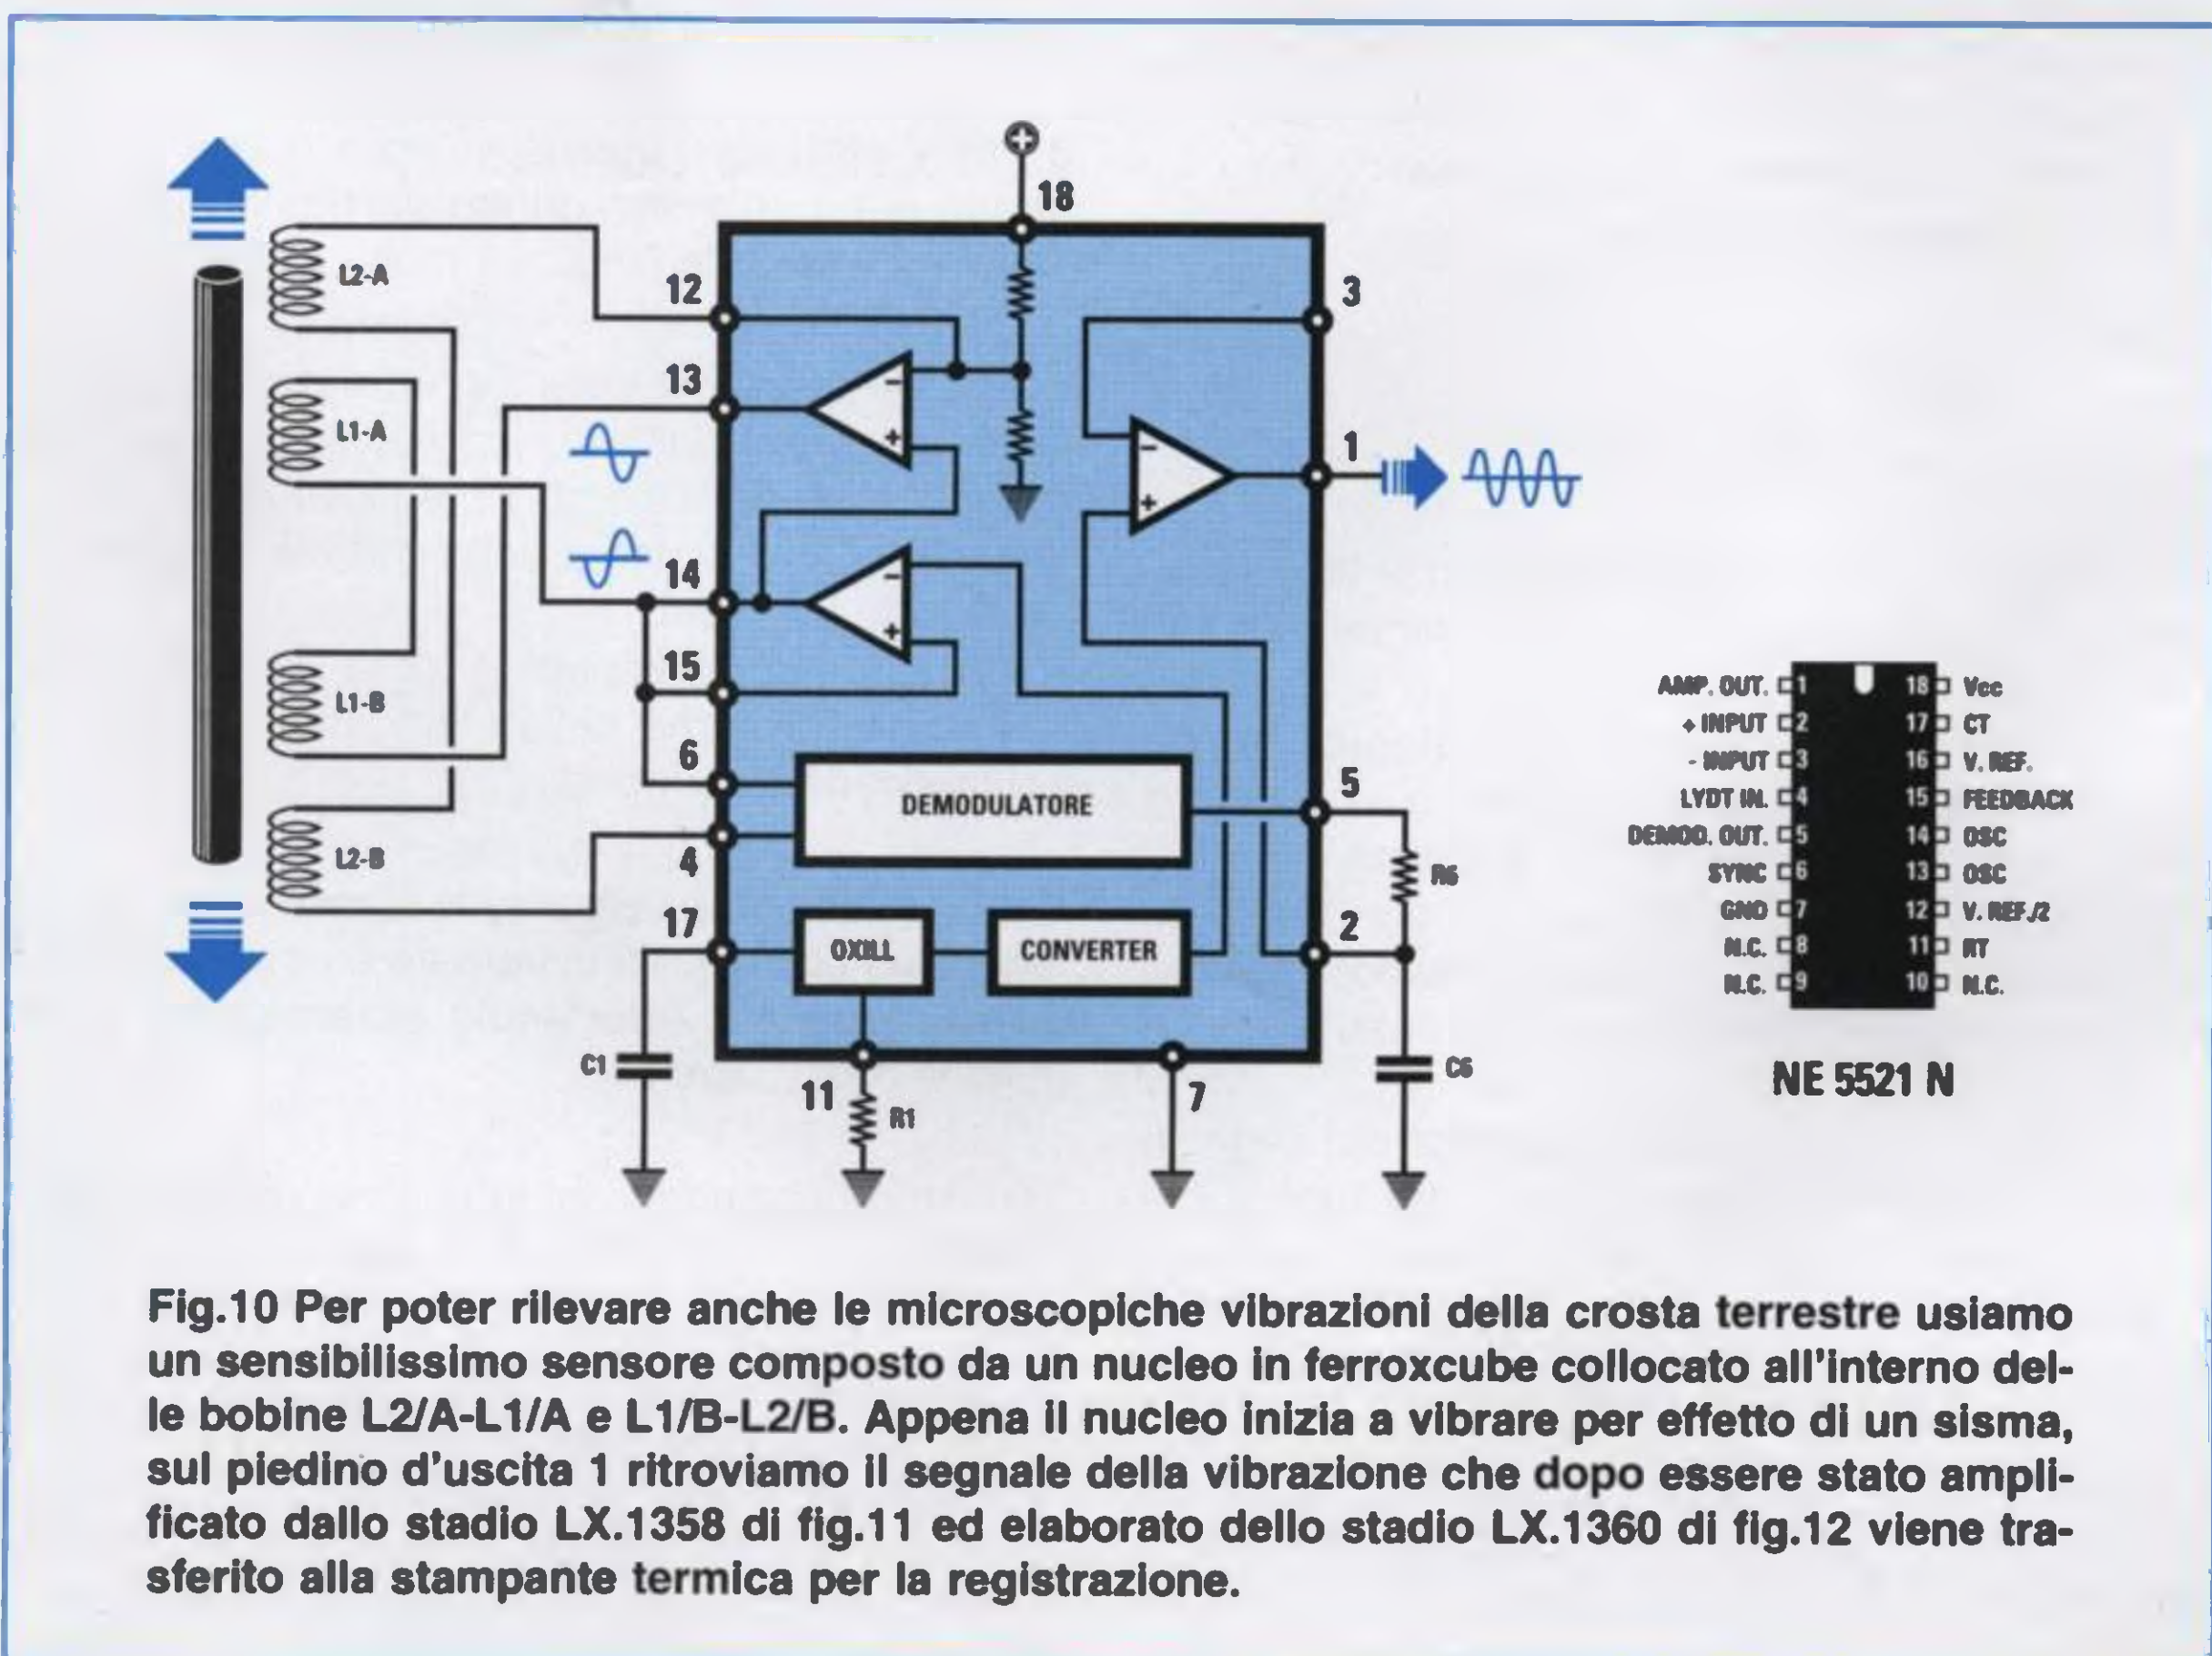 18
L2-A
12
3
13
L1-A
1
14
15
L1-B
6
5
DEMODULATORE
4
L2-B
R6
17
2
OXILL
CONVERTER
C1
11
R1
7
C6
AMP. OUT. 1 18 Vcc
+ INPUT 2 17 CT
- INPUT 3 16 V. REF.
LYDT IN. 4 15 FEEDBACK
DEMOD. OUT. 5 14 OSC
SYNC 6 13 OSC
GND 7 12 V. REF./2
N.C. 8 11 RT
N.C. 9 10 N.C.
NE 5521 N
Fig.10 Per poter rilevare anche le microscopiche vibrazioni della crosta terrestre usiamo
un sensibilissimo sensore composto da un nucleo in ferroxcube collocato all'interno del-
le bobine L2/A-L1/A e L1/B-L2/B. Appena il nucleo inizia a vibrare per effetto di un sisma,
sul piedino d'uscita 1 ritroviamo il segnale della vibrazione che dopo essere stato ampli-
ficato dallo stadio LX.1358 di fig.11 ed elaborato dello stadio LX.1360 di fig.12 viene tra-
sferito alla stampante termica per la registrazione.